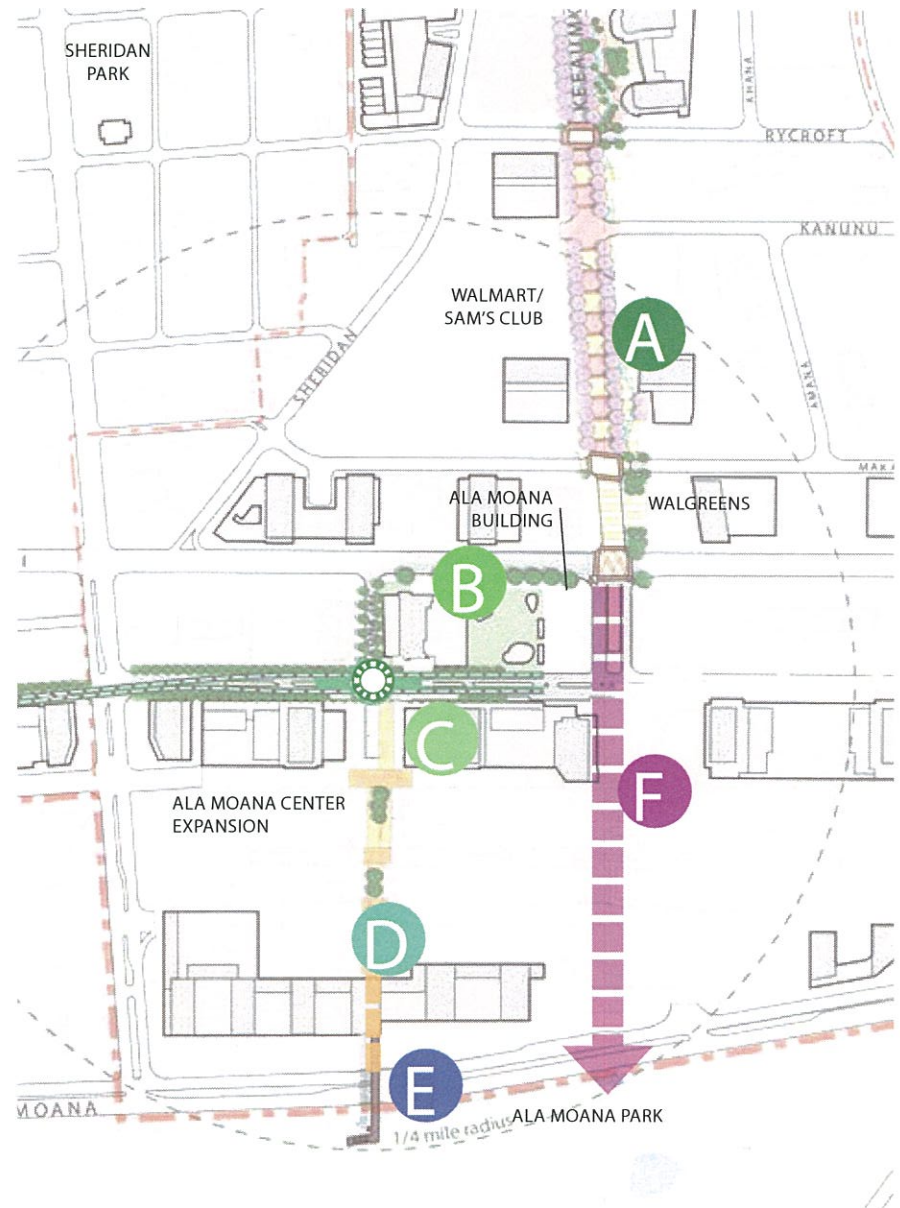 SHERIDAN
PARK
KEEAUMX
AMANA
RYCROFT
KANUNU
WALMART/
SAM'S CLUB
A
SHERIDAN
AMANA
ALA MOANA
BUILDING
WALGREENS
B
C
F
ALA MOANA CENTER
EXPANSION
D
E
MOANA
ALA MOANA PARK
1/4 mile radius